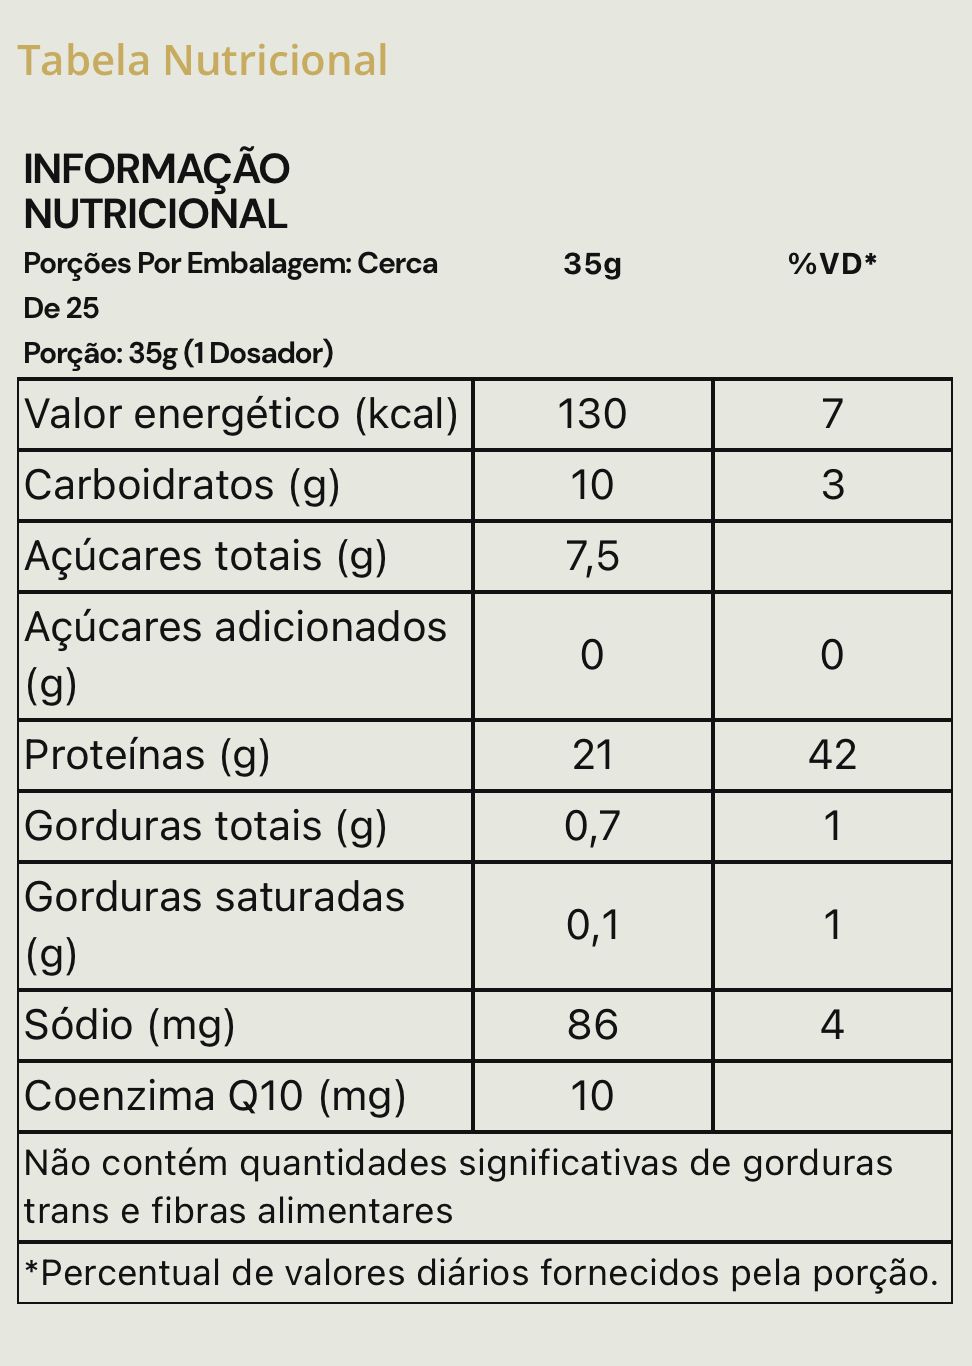 Tabela Nutricional
INFORMAÇÃO
NUTRICIONAL
Porções Por Embalagem: Cerca 35g %VD*
De 25
Porção: 35g (1 Dosador)
Valor energético (kcal) 130 7
Carboidratos (g) 10 3
Açúcares totais (g) 7,5
Açúcares adicionados
(g) 0 0
Proteínas (g) 21 42
Gorduras totais (g) 0,7 1
Gorduras saturadas
(g) 0,1 1
Sódio (mg) 86 4
Coenzima Q10 (mg) 10
Não contém quantidades significativas de gorduras
trans e fibras alimentares
*Percentual de valores diários fornecidos pela porção.